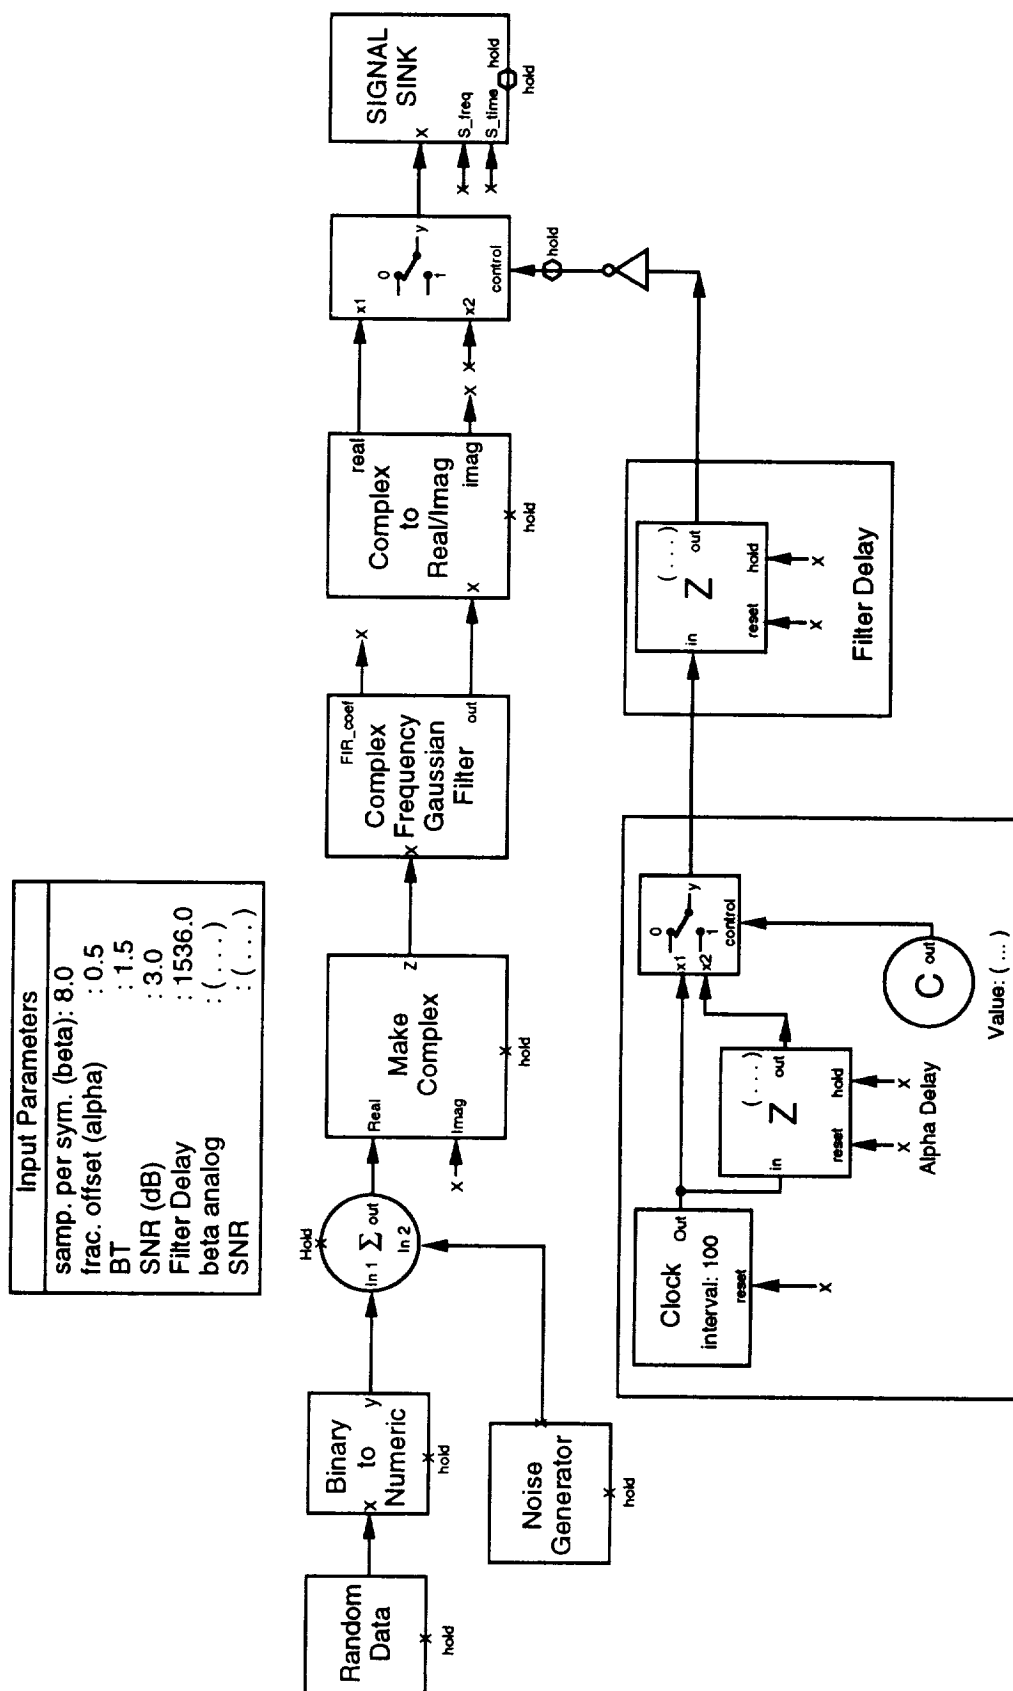 Input Parameters
samp. per sym. (beta): 8.0
frac. offset (alpha) : 0.5
BT : 1.5
SNR (dB) : 3.0
Filter Delay : 1536.0
beta analog : (. . . .)
SNR : (. . . .)
Random
Data
hold
X
Binary
to
Numeric
y
hold
Noise
Generator
hold
Hold
In 1
Σ
out
In 2
Real
Imag
Make
Complex
Z
hold
X
FIR_coef
Complex
Frequency
Gaussian
Filter
out
X
Complex
to
Real/Imag
real
imag
hold
x1
x2
0
1
y
control
hold
SIGNAL
SINK
X
S_freq
S_time
hold
hold
Clock
interval: 100
Out
reset
in
Z
(. . . .)
out
reset
hold
Alpha Delay
x1
x2
0
1
y
control
C
out
Value: ( ... )
in
Z
(. . . .)
out
reset
hold
Filter Delay